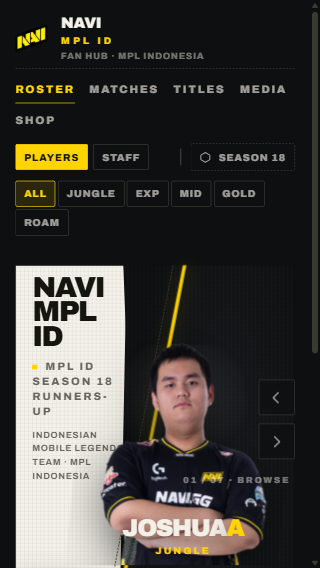 NAVI
NAVI
MPL ID
FAN HUB · MPL INDONESIA
ROSTER MATCHES TITLES MEDIA
SHOP
PLAYERS STAFF SEASON 18
ALL JUNGLE EXP MID GOLD
ROAM
NAVI
MPL
ID
MPL ID
SEASON 18
RUNNERS-
UP
INDONESIAN
MOBILE LEGENDS
TEAM · MPL
INDONESIA
BROWSE
JOSHUAA
JUNGLE